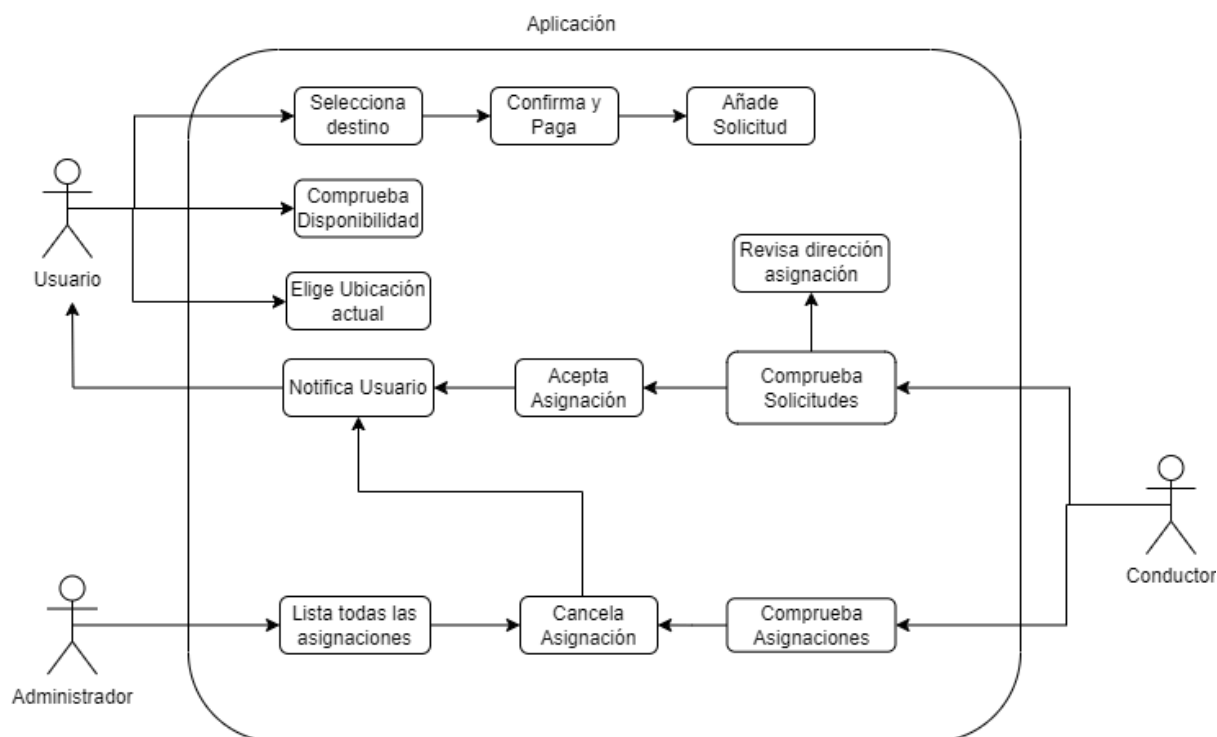 Aplicación
Selecciona
destino
Confirma y
Paga
Añade
Solicitud
Comprueba
Disponibilidad
Usuario
Elige Ubicación
actual
Revisa dirección
asignación
Notifica Usuario
Acepta
Asignación
Comprueba
Solicitudes
Conductor
Lista todas las
asignaciones
Cancela
Asignación
Comprueba
Asignaciones
Administrador